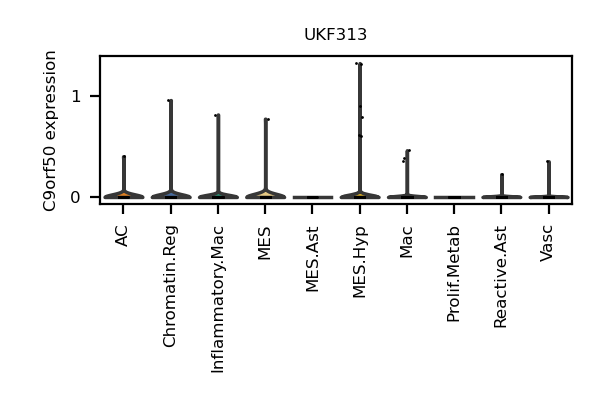 UKF313
C9orf50 expression
1
0
AC
Chromatin.Reg
Inflammatory.Mac
MES
MES.Ast
MES.Hyp
Mac
Prolif.Metab
Reactive.Ast
Vasc